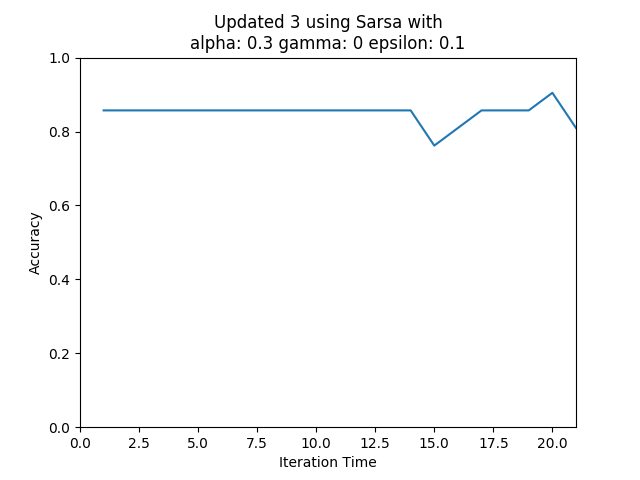 Updated 3 using Sarsa with
alpha: 0.3 gamma: 0 epsilon: 0.1
1.0
0.8
0.6
0.4
0.2
0.0
Accuracy
0.0 2.5 5.0 7.5 10.0 12.5 15.0 17.5 20.0
Iteration Time